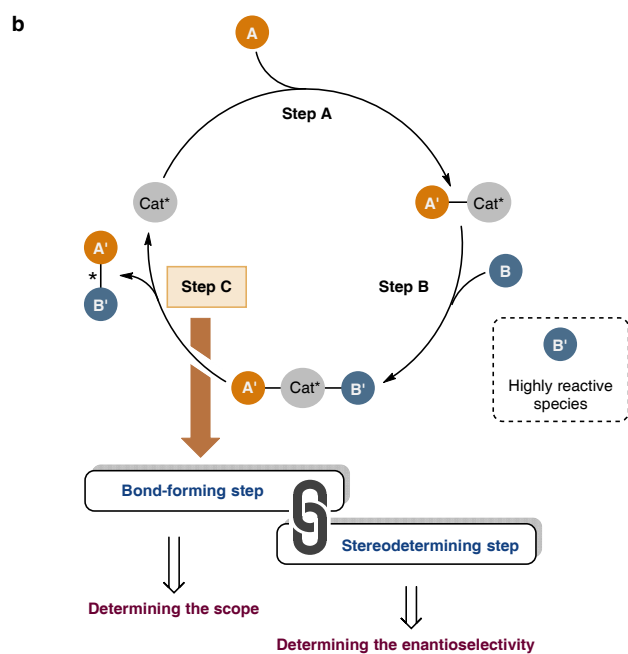 b
A
Step A
Cat*
A'
Cat*
A'
*
B'
Step C
Step B
B
B'
Highly reactive
species
A'
Cat*
B'
Bond-forming step
Stereodetermining step
Determining the scope
Determining the enantioselectivity